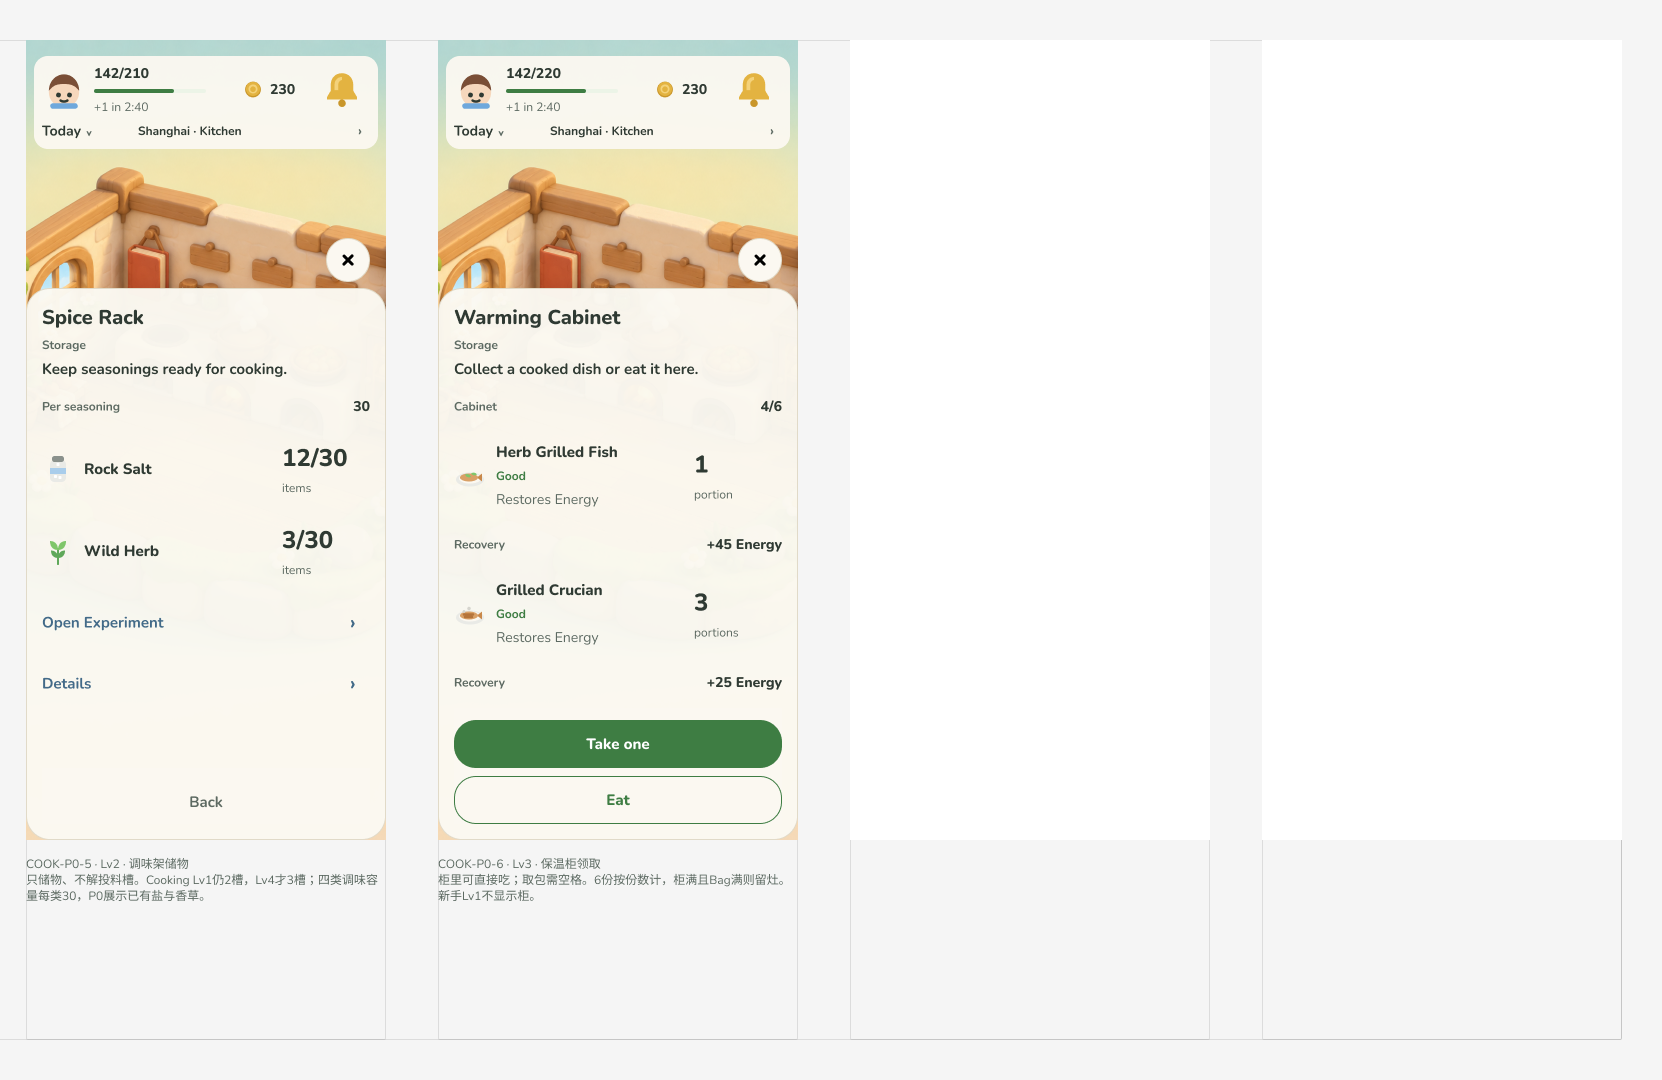 142/210
230
+1 in 2:40
Today
Shanghai · Kitchen
Spice Rack
Storage
Keep seasonings ready for cooking.
Per seasoning
30
Rock Salt
12/30
items
Wild Herb
3/30
items
Open Experiment
Details
Back
COOK-P0-5 · Lv2 · 调味架储物
只储物、不解投料槽。Cooking Lv1仍2槽，Lv4才3槽；四类调味容
量每类30，P0展示已有盐与香草。
142/220
230
+1 in 2:40
Today
Shanghai · Kitchen
Warming Cabinet
Storage
Collect a cooked dish or eat it here.
Cabinet
4/6
Herb Grilled Fish
Good
Restores Energy
1
portion
Recovery
+45 Energy
Grilled Crucian
Good
Restores Energy
3
portions
Recovery
+25 Energy
Take one
Eat
COOK-P0-6 · Lv3 · 保温柜领取
柜里可直接吃；取包需空格。6份按份数计，柜满且Bag满则留灶。
新手Lv1不显示柜。